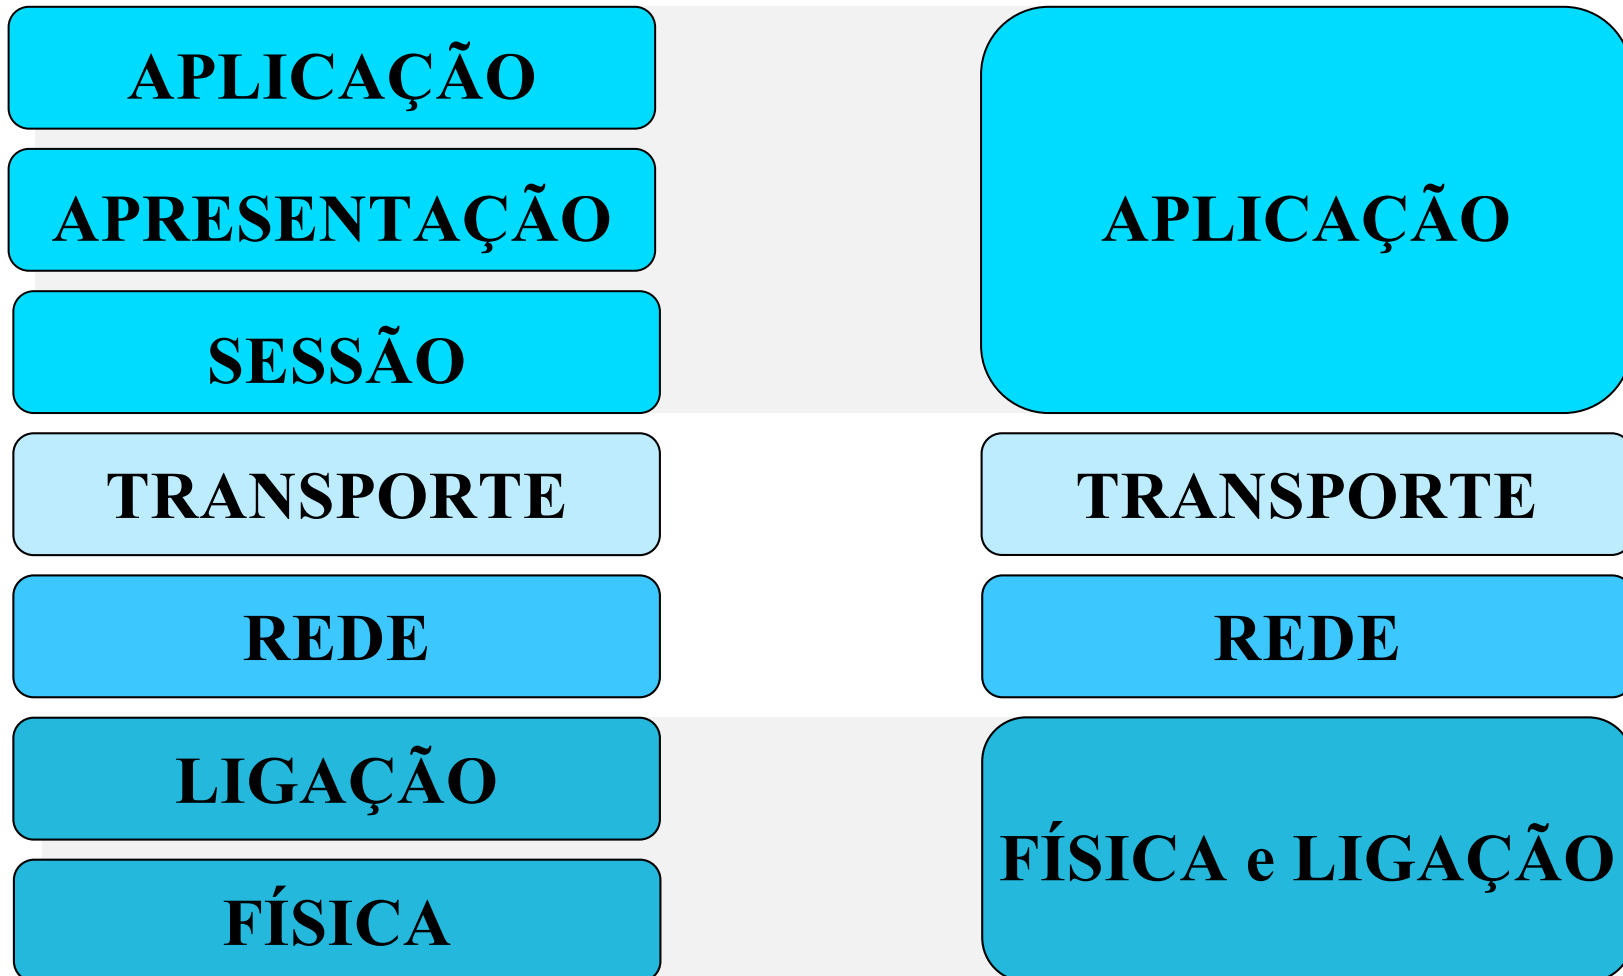 APLICAÇÃO
APRESENTAÇÃO
SESSÃO
TRANSPORTE
REDE
LIGAÇÃO
FÍSICA
APLICAÇÃO
TRANSPORTE
REDE
FÍSICA e LIGAÇÃO